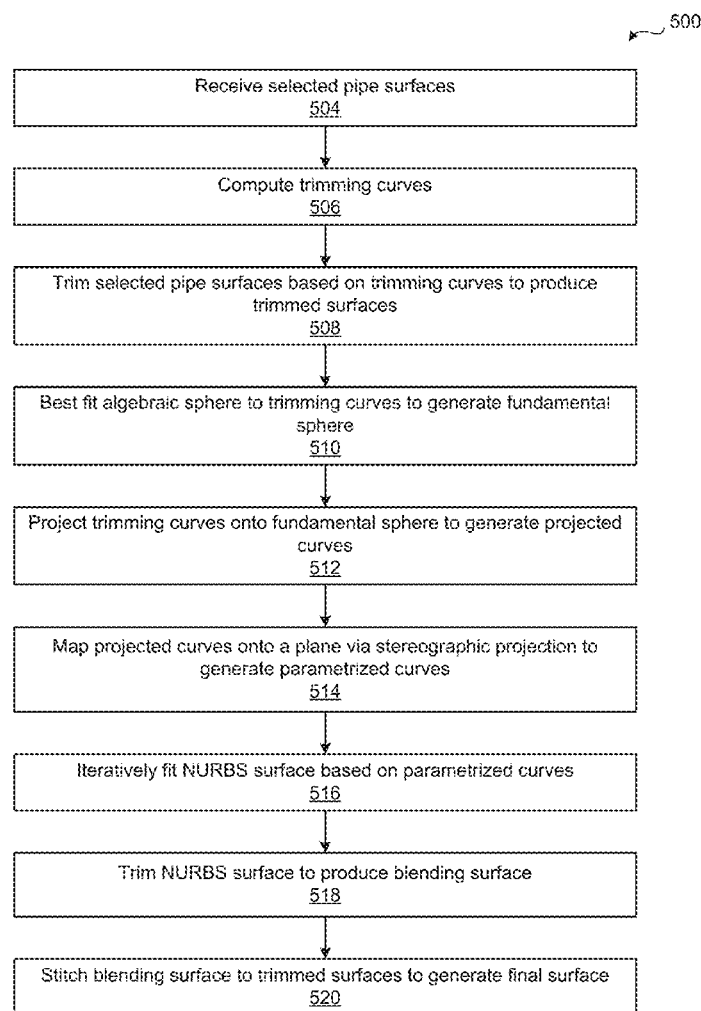 500
Receive selected pipe surfaces
504
Compute trimming curves
506
Trim selected pipe surfaces based on trimming curves to produce
trimmed surfaces
508
Best fit algebraic sphere to trimming curves to generate fundamental
sphere
510
Project trimming curves onto fundamental sphere to generate projected
curves
512
Map projected curves onto a plane via stereographic projection to
generate parametrized curves
514
Iteratively fit NURBS surface based on parametrized curves
516
Trim NURBS surface to produce blending surface
518
Stitch blending surface to trimmed surfaces to generate final surface
520